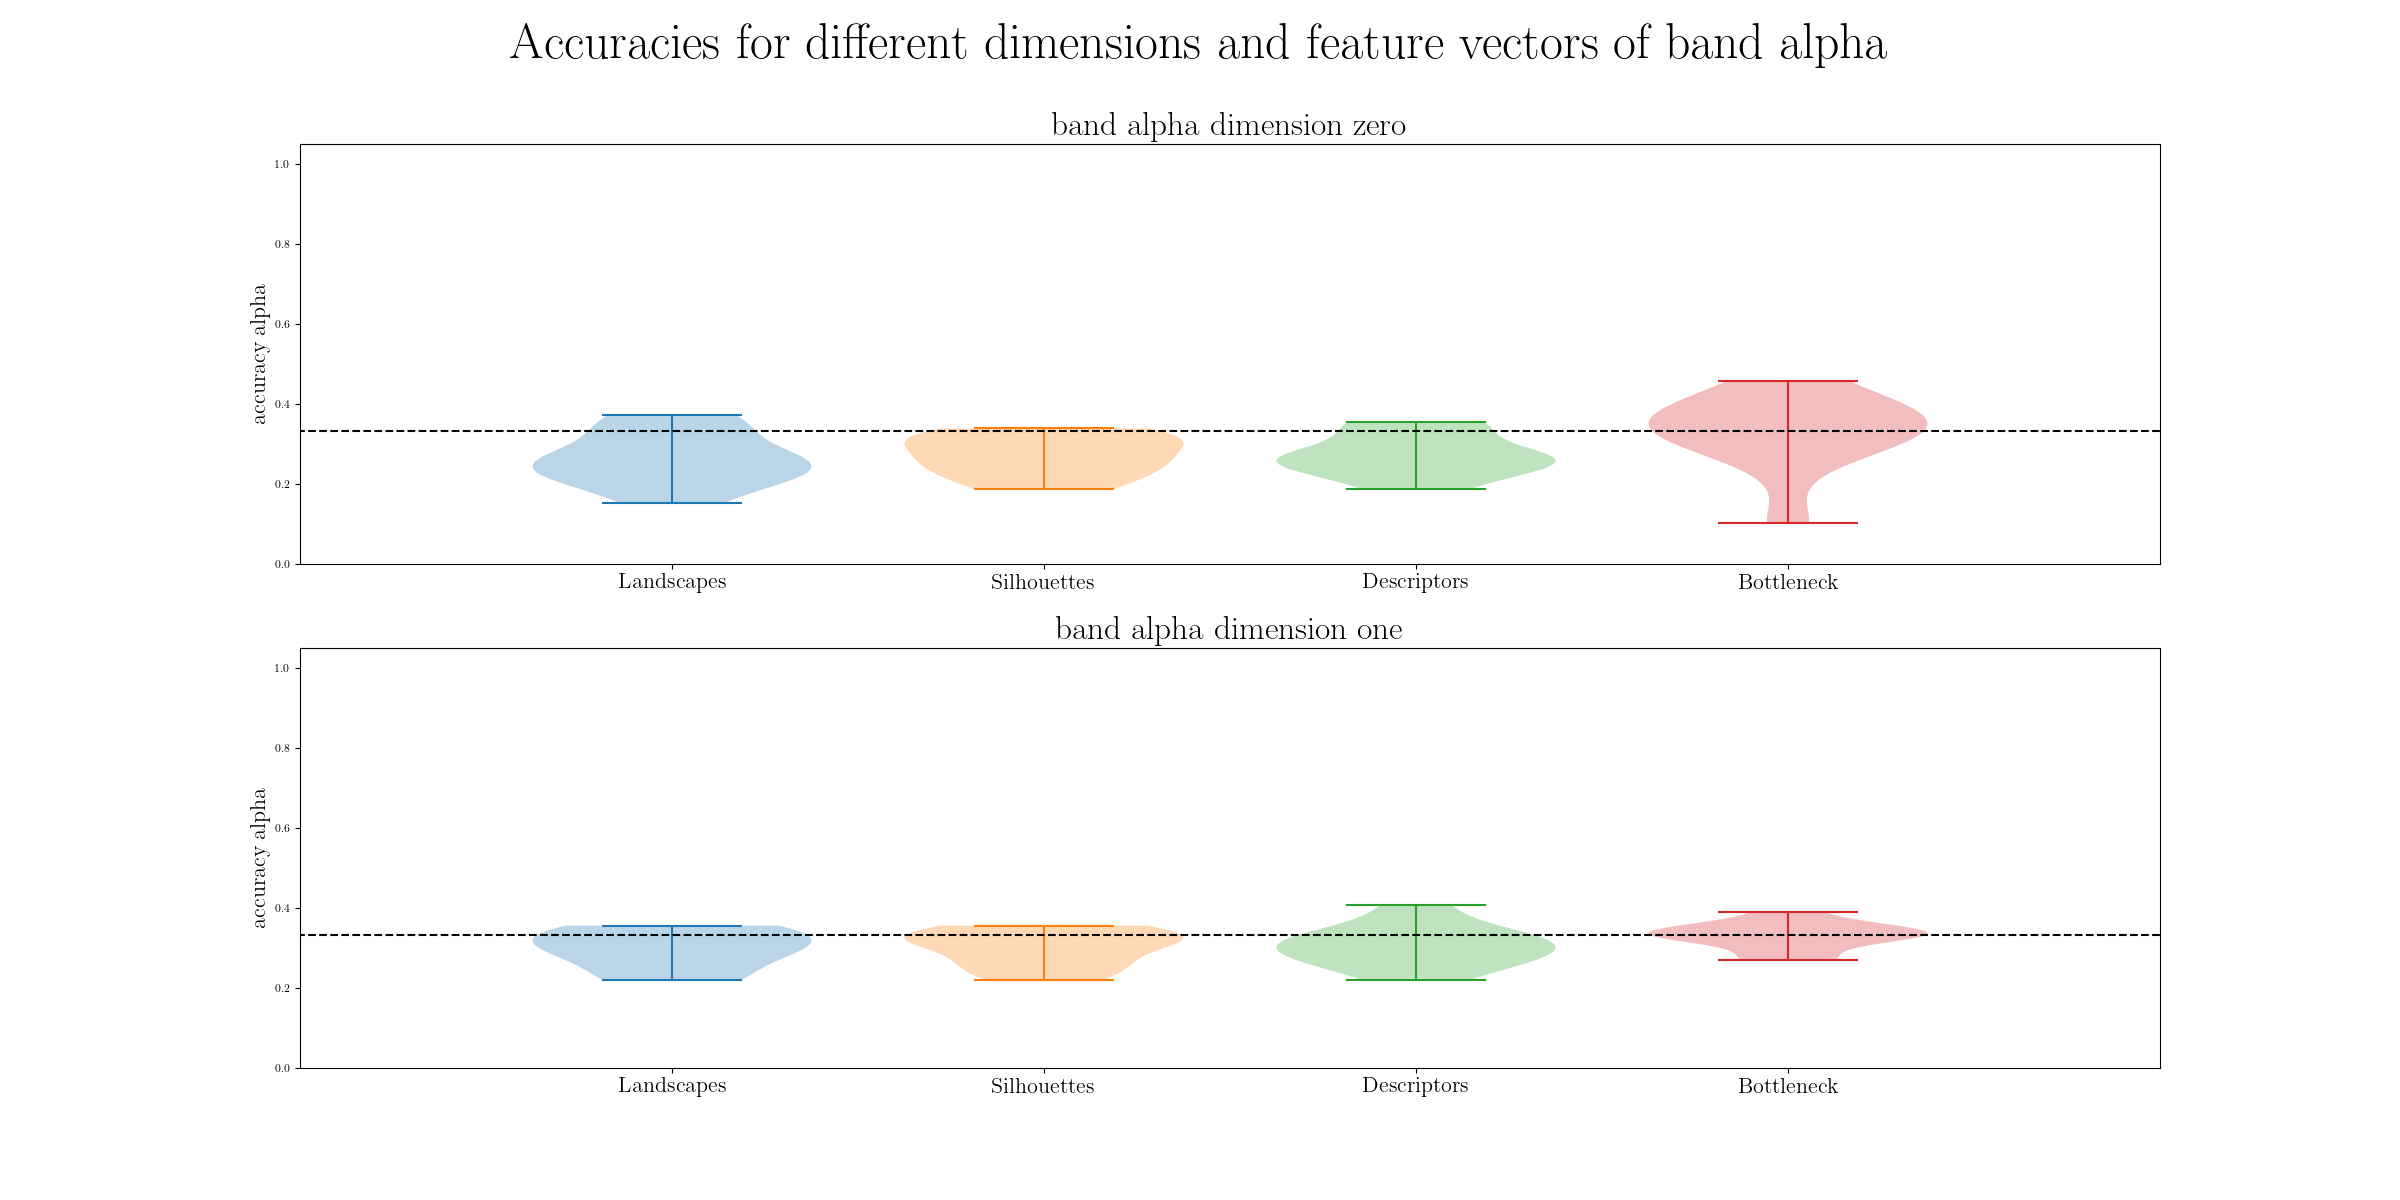 Accuracies for different dimensions and feature vectors of band alpha
band alpha dimension zero
1.0
0.8
0.6
0.4
0.2
0.0
accuracy alpha
Landscapes Silhouettes Descriptors Bottleneck
band alpha dimension one
1.0
0.8
0.6
0.4
0.2
0.0
accuracy alpha
Landscapes Silhouettes Descriptors Bottleneck